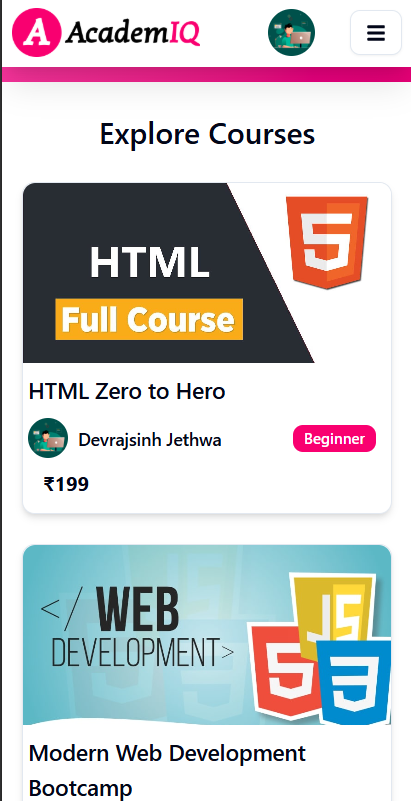 A AcademIQ
Explore Courses
HTML
Full Course
5
HTML Zero to Hero
Devrajsinh Jethwa
Beginner
₹199
</ WEB
DEVELOPMENT>
JS
5
3
Modern Web Development
Bootcamp